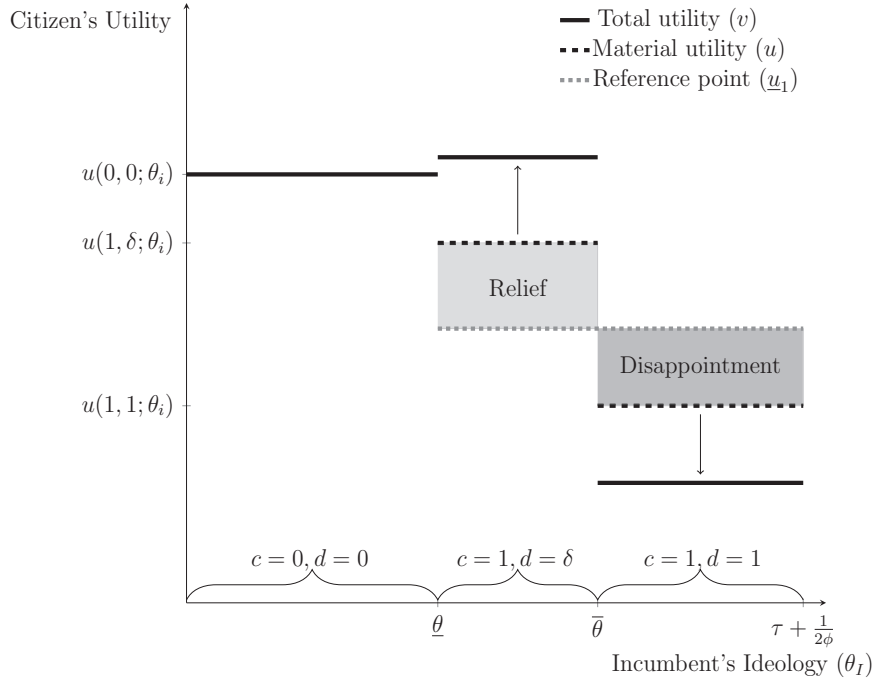 Citizen's Utility
Total utility (v)
Material utility (u)
Reference point (u̲₁)
u(0, 0; θᵢ)
u(1, δ; θᵢ)
Relief
Disappointment
u(1, 1; θᵢ)
c = 0, d = 0
c = 1, d = δ
c = 1, d = 1
θ̲
θ̅
τ + 1/2φ
Incumbent's Ideology (θ_I)